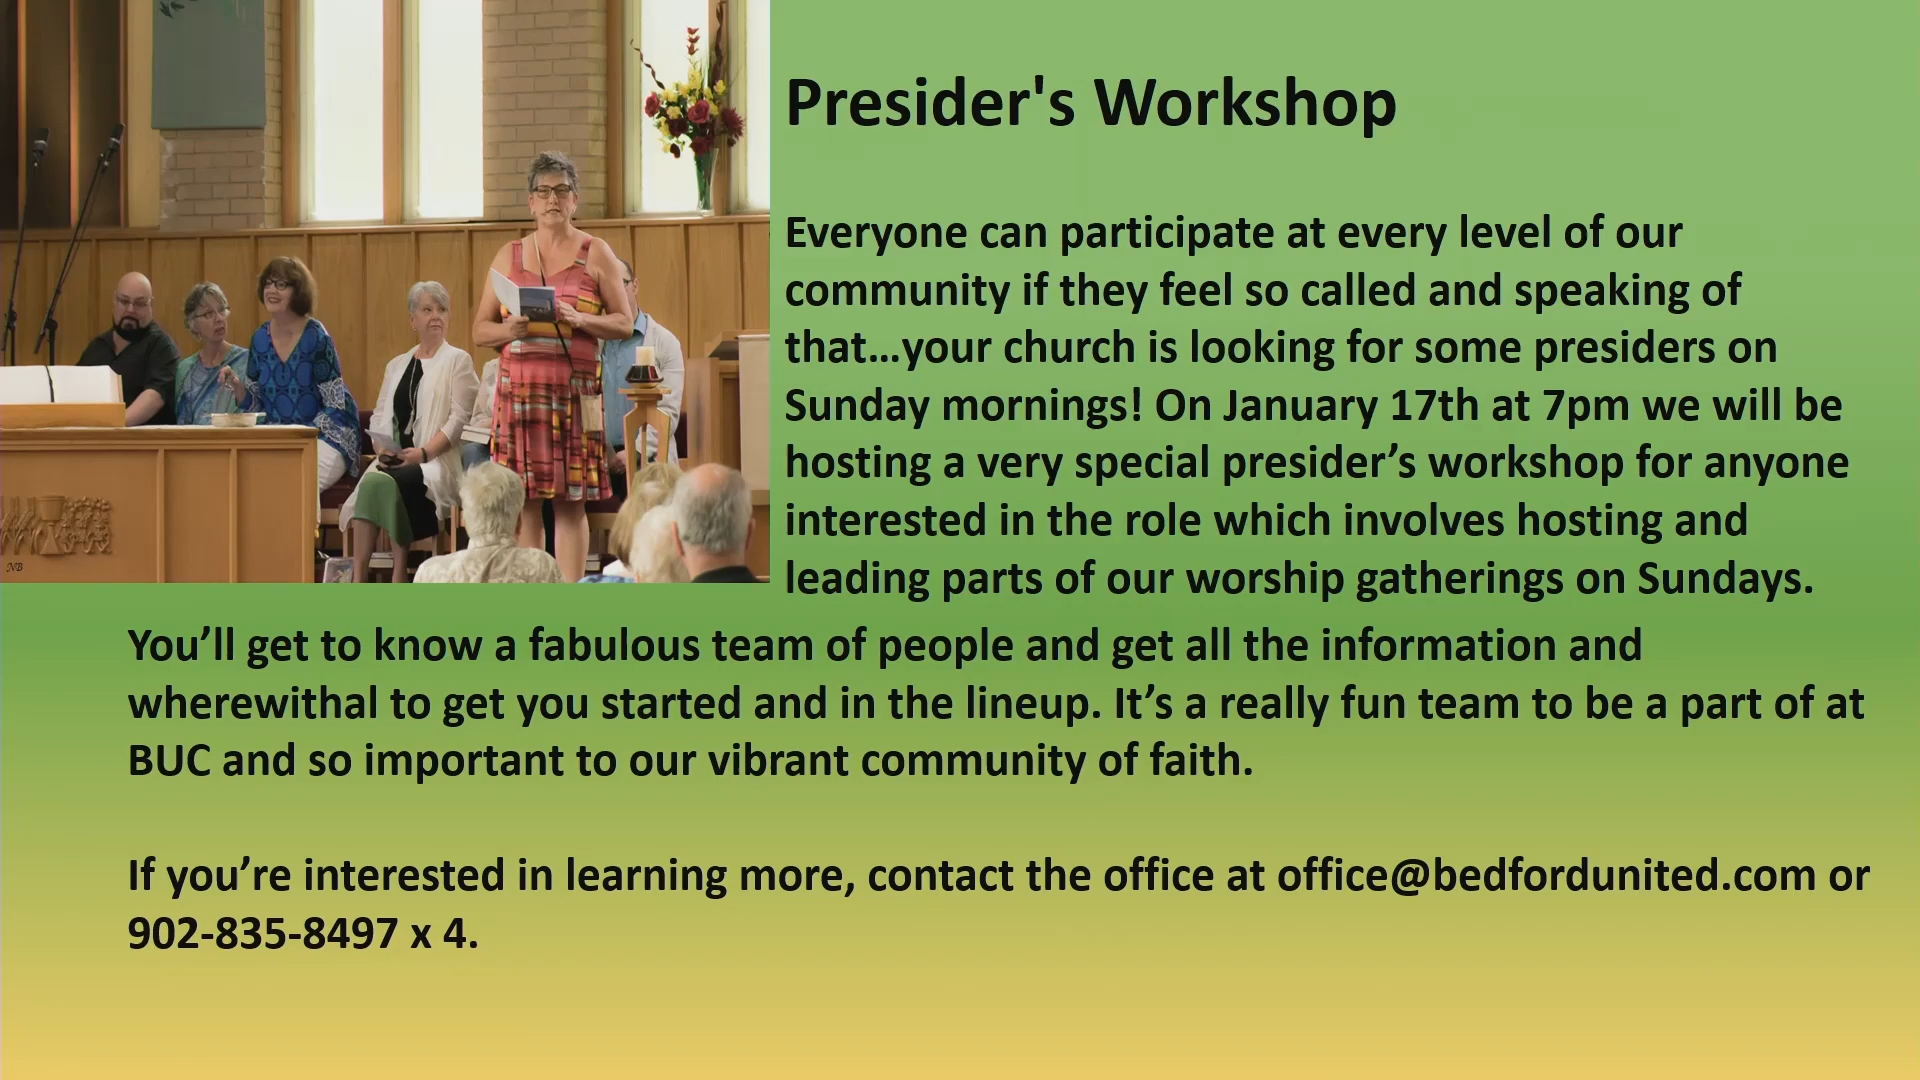 Presider's Workshop
Everyone can participate at every level of our
community if they feel so called and speaking of
that…your church is looking for some presiders on
Sunday mornings! On January 17th at 7pm we will be
hosting a very special presider’s workshop for anyone
interested in the role which involves hosting and
leading parts of our worship gatherings on Sundays.
You’ll get to know a fabulous team of people and get all the information and
wherewithal to get you started and in the lineup. It’s a really fun team to be a part of at
BUC and so important to our vibrant community of faith.
If you’re interested in learning more, contact the office at office@bedfordunited.com or
902-835-8497 x 4.
NB